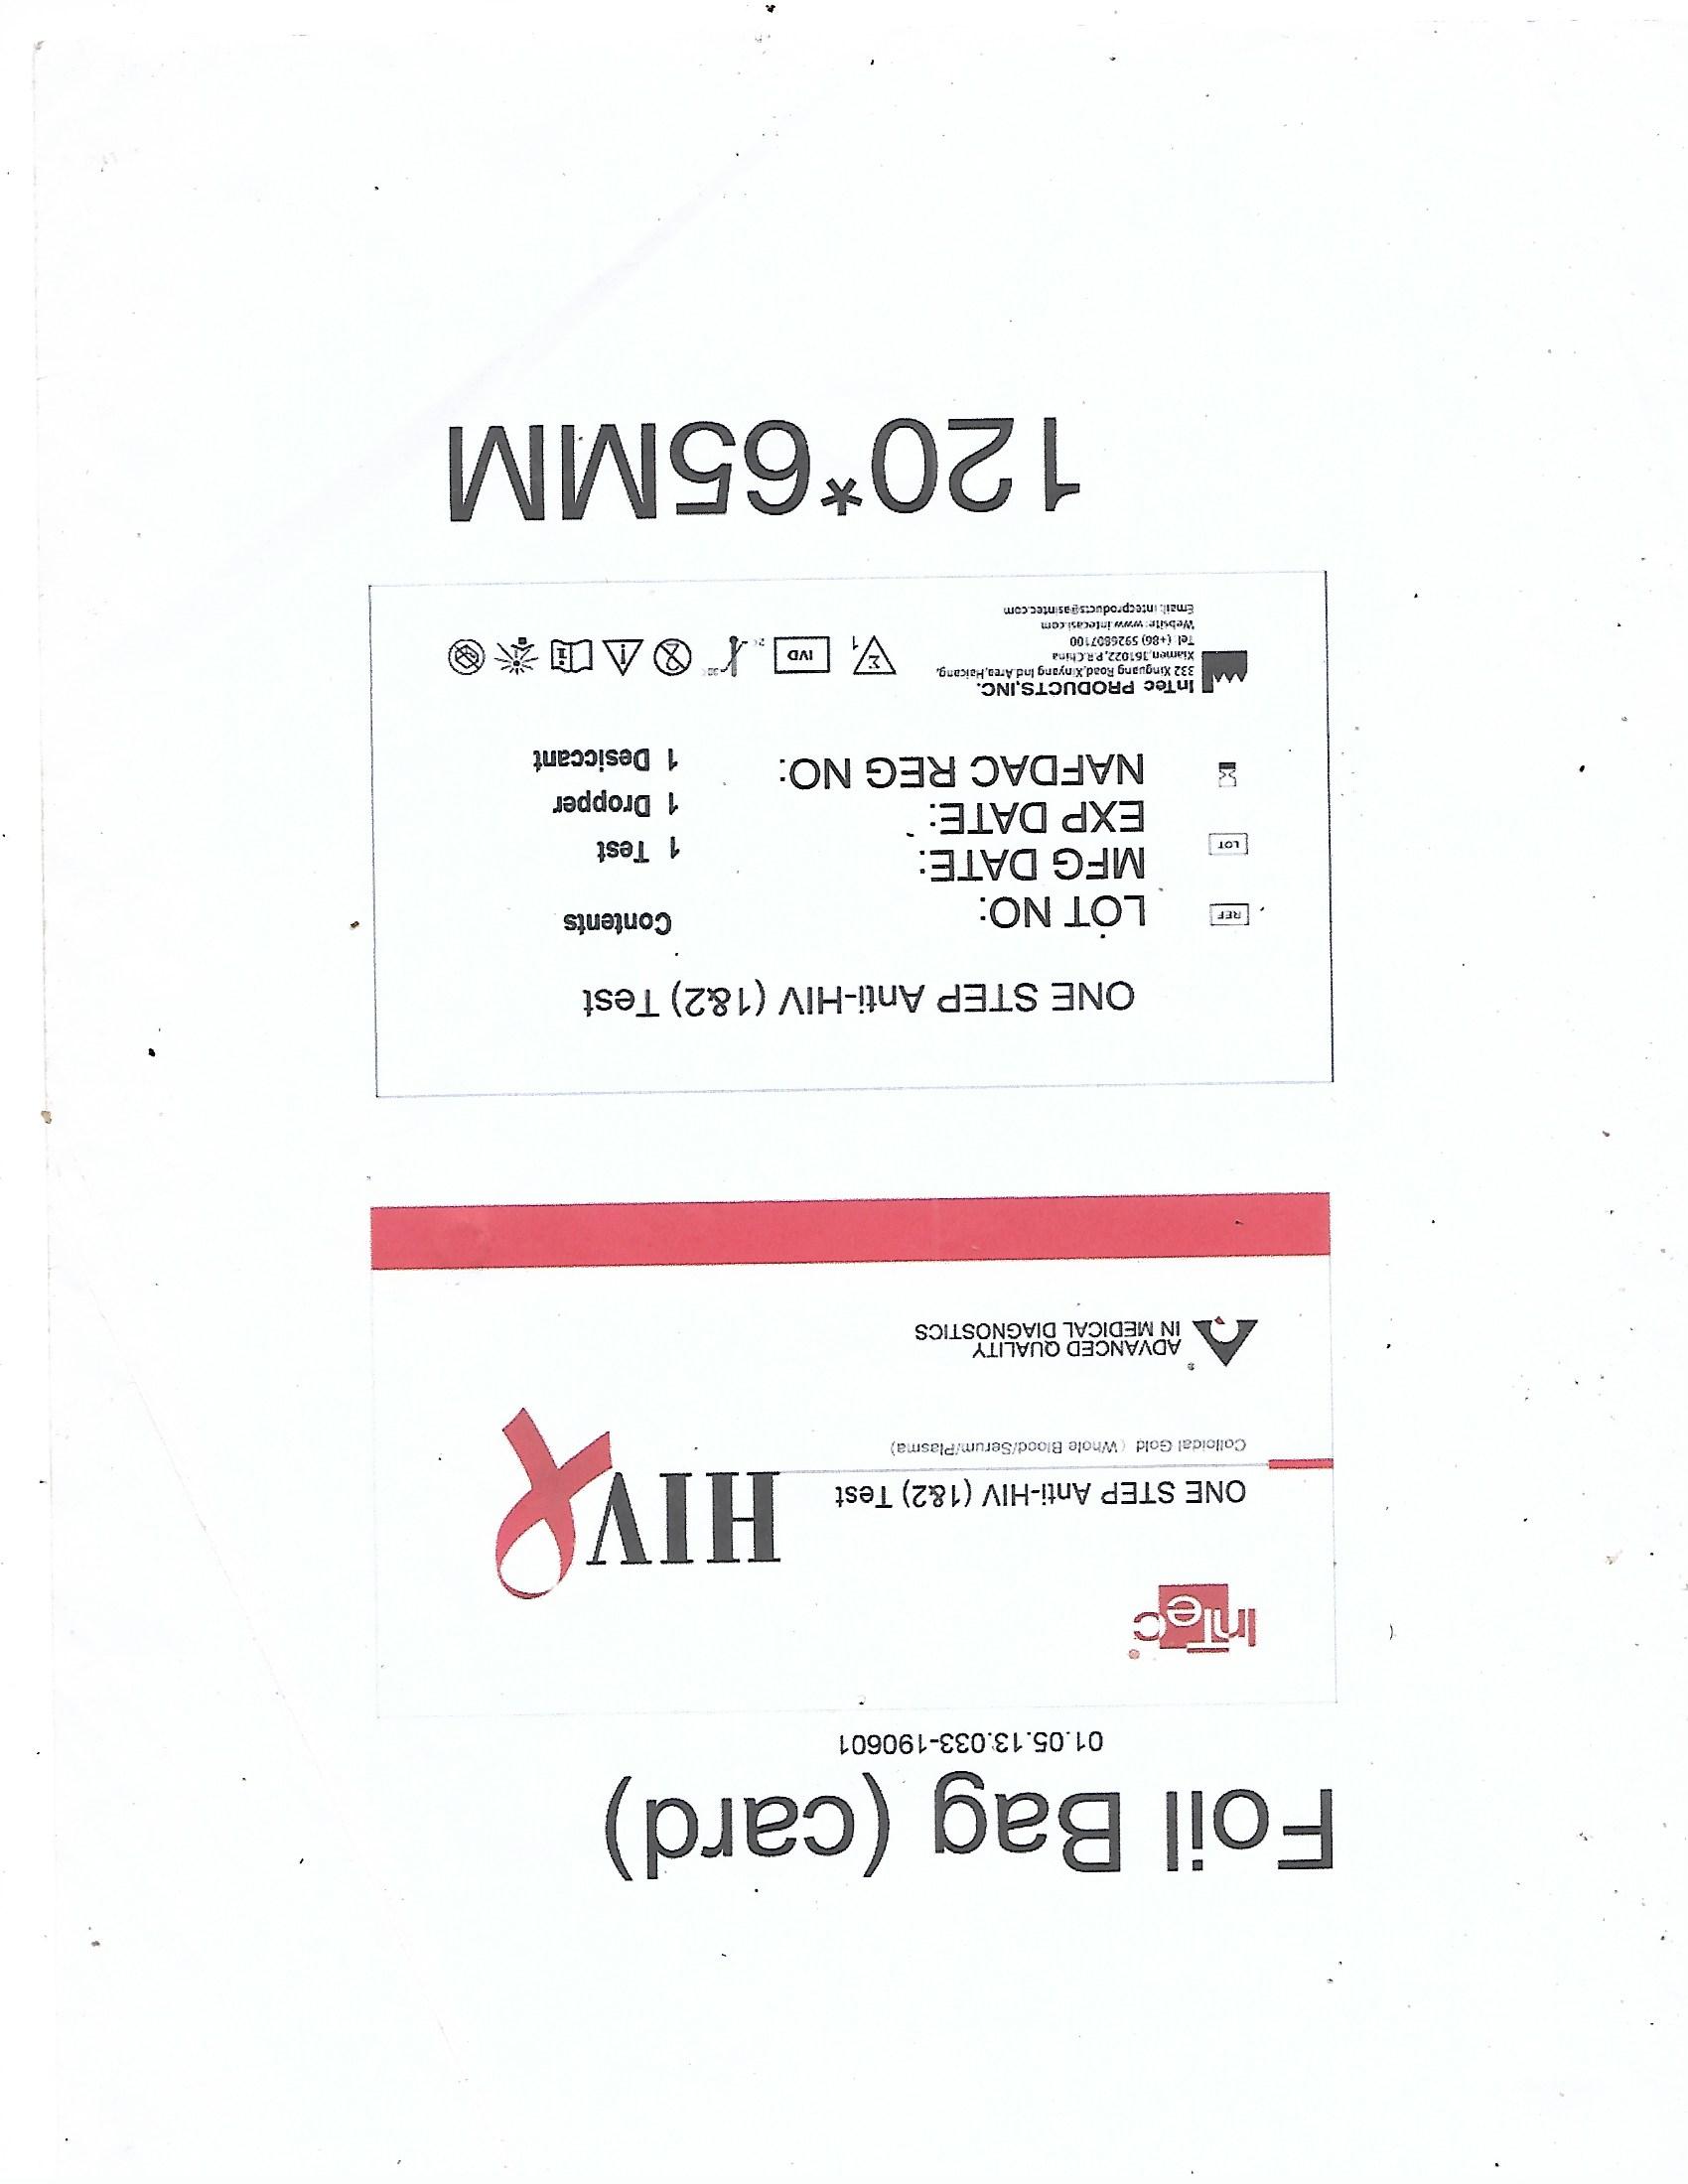 Foil Bag (card)
01.05.13.033-190601
InTec®
HIV
ONE STEP Anti-HIV (1&2) Test
Colloidal Gold (Whole Blood/Serum/Plasma)
ADVANCED QUALITY
IN MEDICAL DIAGNOSTICS
ONE STEP Anti-HIV (1&2) Test
REF
LOT
LOT NO:
MFG DATE:
EXP DATE:
NAFDAC REG NO:
Contents
1 Test
1 Dropper
1 Desiccant
InTec PRODUCTS,INC.
332 Xinguang Road,Xinyang Ind.Area,Haicang,
Xiamen,361022,P.R.China
Tel: (+86) 5926807100
Website: www.intecasi.com
Email: intecproducts@asintec.com
Σ 1
IVD
2
120*65MM